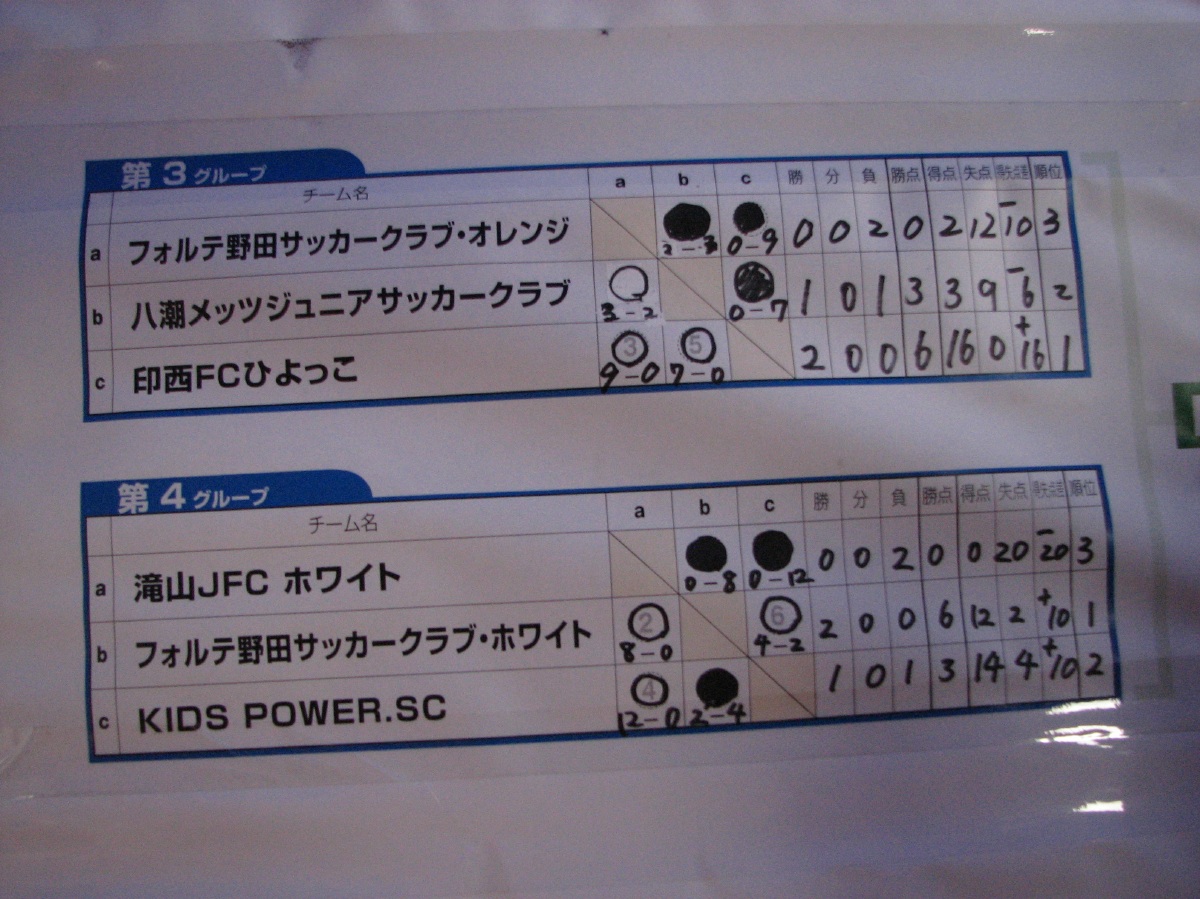 第3グループ
チーム名 a b c 勝 分 負 勝点 得点 失点 得失点差 順位
a フォルテ野田サッカークラブ・オレンジ 2-3 0-9 0 0 2 0 2 12 -10 3
b 八潮メッツジュニアサッカークラブ 3-2 0-7 1 0 1 3 3 9 -6 2
c 印西FCひよっこ ③ 9-0 ⑤ 7-0 2 0 0 6 16 0 +16 1
第4グループ
チーム名 a b c 勝 分 負 勝点 得点 失点 得失点差 順位
a 滝山JFC ホワイト 0-8 0-12 0 0 2 0 0 20 -20 3
b フォルテ野田サッカークラブ・ホワイト ② 8-0 ⑥ 4-2 2 0 0 6 12 2 +10 1
c KIDS POWER.SC ④ 12-0 2-4 1 0 1 3 14 4 +10 2